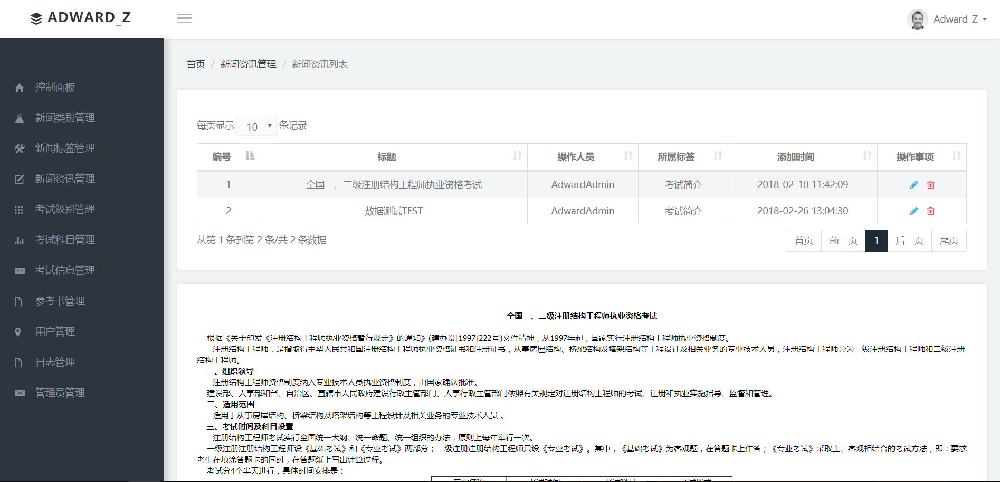 ADWARD_Z
Adward_Z
控制面板
新闻类别管理
新闻标签管理
新闻资讯管理
考试级别管理
考试科目管理
考试信息管理
参考书管理
用户管理
日志管理
管理员管理
首页 / 新闻资讯管理 / 新闻资讯列表
每页显示 10 条记录
编号 标题 操作人员 所属标签 添加时间 操作事项
1 全国一、二级注册结构工程师执业资格考试 AdwardAdmin 考试简介 2018-02-10 11:42:09
2 数据测试TEST AdwardAdmin 考试简介 2018-02-26 13:04:30
从第 1 条到第 2 条/共 2 条数据
首页 前一页 1 后一页 尾页
全国一、二级注册结构工程师执业资格考试
根据《关于印发《注册结构工程师执业资格暂行规定》的通知》(建办设[1997]222号)文件精神，从1997年起，国家实行注册结构工程师执业资格制度。
注册结构工程师．是指取得中华人民共和国注册结构工程师执业资格证书和注册证书，从事房屋结构、桥梁结构及塔架结构等工程设计及相关业务的专业技术人员，注册结构工程师分为一级注册结构工程师和二级注册
结构工程师。
一、组织领导
注册结构工程师资格制度纳入专业技术人员执业资格制度，由国家确认批准。
建设部、人事部和省、自治区、直辖市人民政府建设行政主管部门、人事行政主管部门依照有关规定对注册结构工程师的考试、注册和执业实施指导、监督和管理。
二、适用范围
适用于从事房屋结构、桥梁结构及塔架结构等工程设计及相关业务的专业技术人员 。
三、考试时间及科目设置
注册结构工程师考试实行全国统一大纲、统一命题、统一组织的办法，原则上每年举行一次。
一级注册注册结构工程师设《基础考试》和《专业考试》两部分；二级注册注册结构工程师只设《专业考试》。其中，《基础考试》为客观题，在答题卡上作答；《专业考试》采取主、客观相结合的考试方法，即：要求
考生在填涂答题卡的同时，在答题纸上写出计算过程。
考试分4个半天进行，具体时间安排是：
专业名称 考试时间 考试科目 考试形式